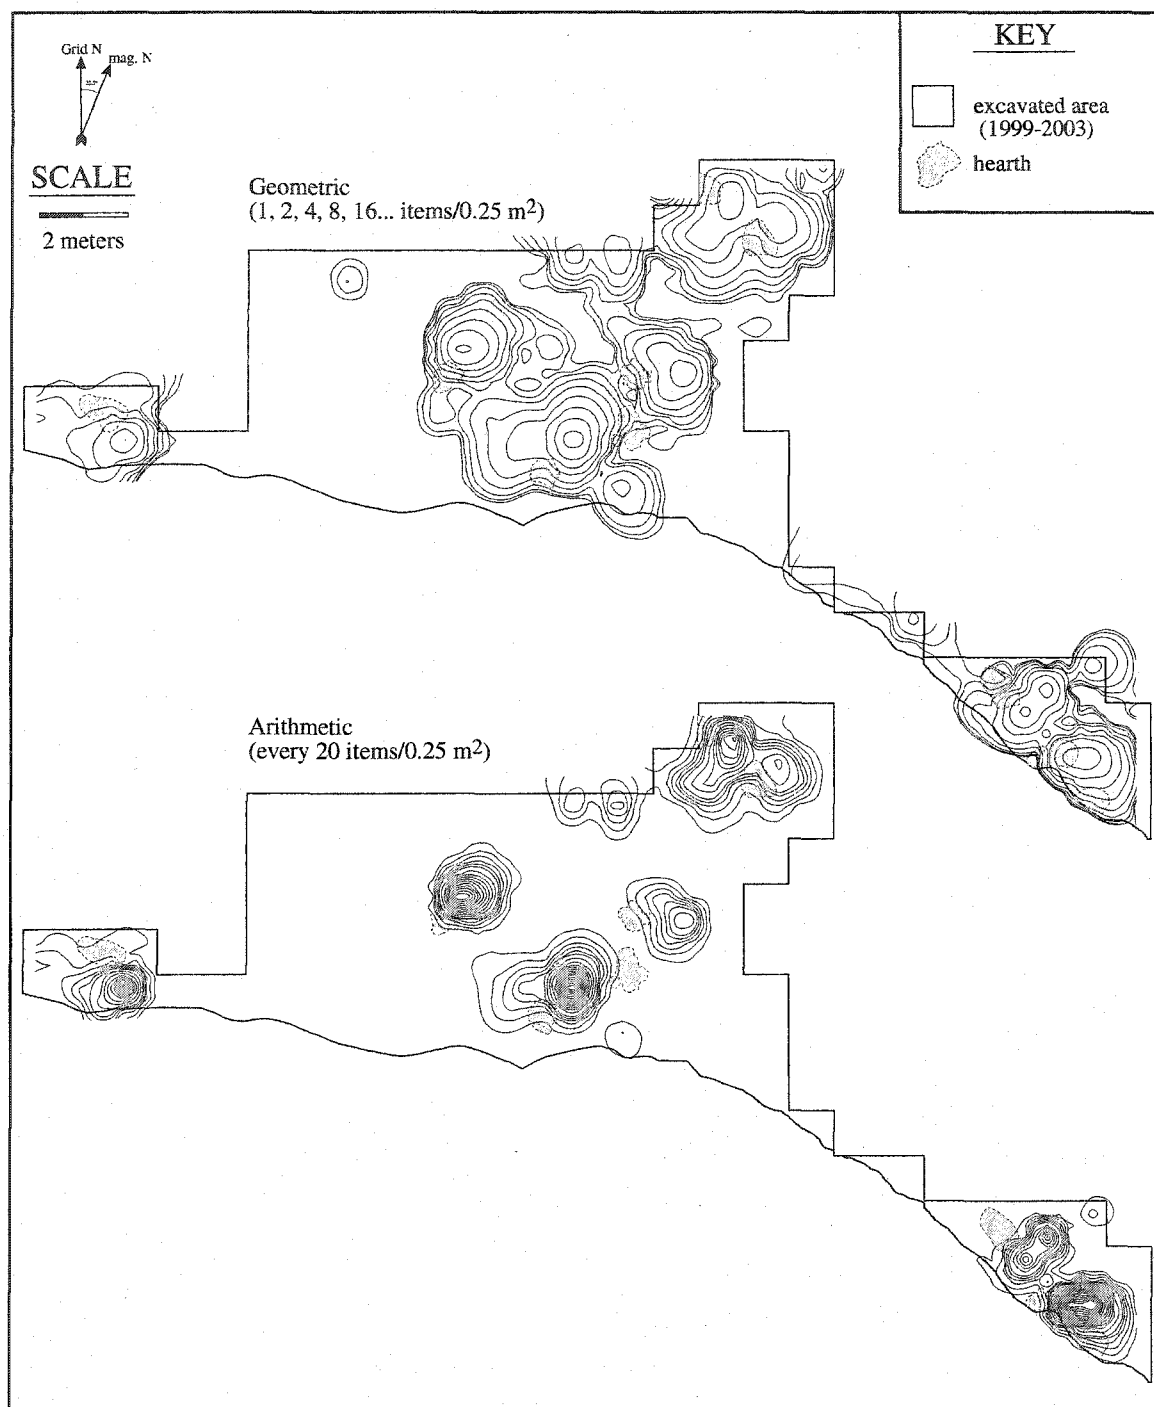 Grid N
mag. N
SCALE
2 meters
KEY
excavated area
(1999-2003)
hearth
Geometric
(1, 2, 4, 8, 16... items/0.25 m2)
Arithmetic
(every 20 items/0.25 m2)